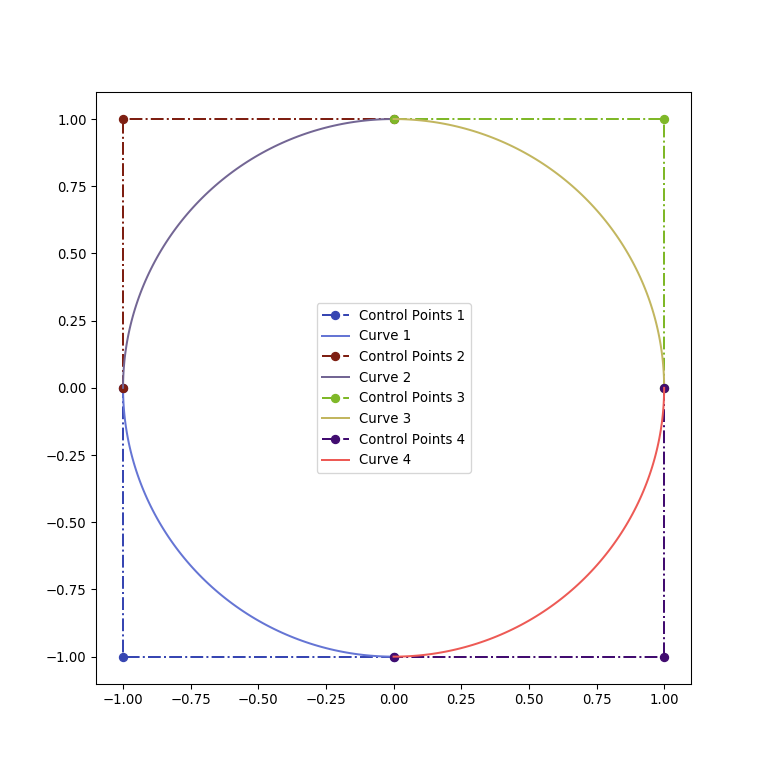 1.00
0.75
0.50
0.25
0.00
−0.25
−0.50
−0.75
−1.00
Control Points 1
Curve 1
Control Points 2
Curve 2
Control Points 3
Curve 3
Control Points 4
Curve 4
−1.00 −0.75 −0.50 −0.25 0.00 0.25 0.50 0.75 1.00